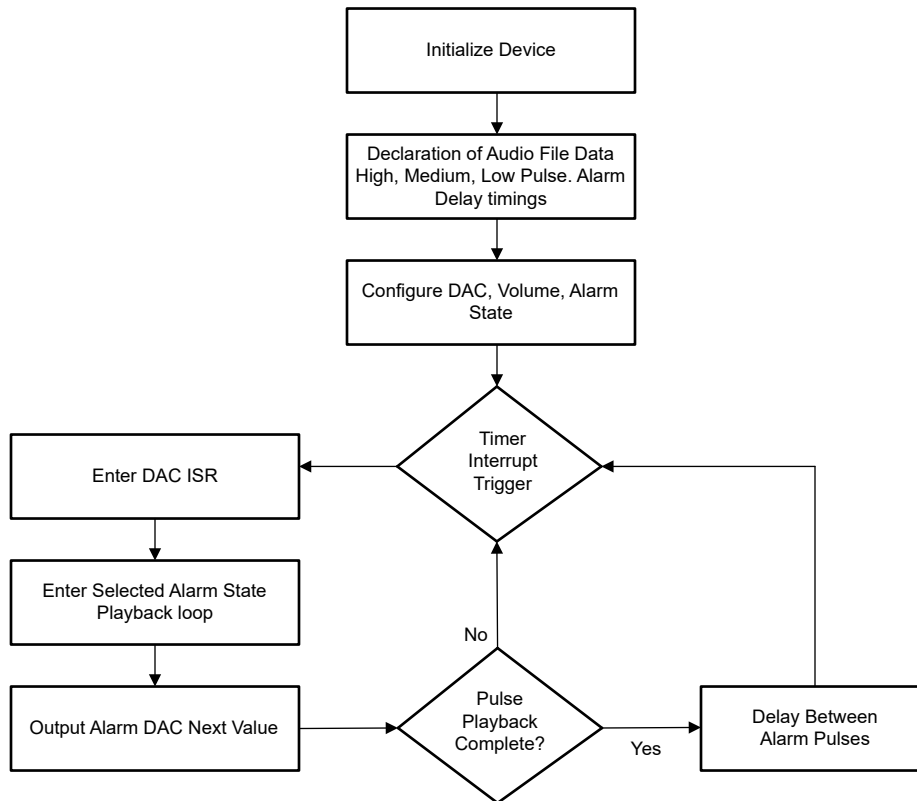 Initialize Device
Declaration of Audio File Data
High, Medium, Low Pulse. Alarm
Delay timings
Configure DAC, Volume, Alarm
State
Timer
Interrupt
Trigger
Enter DAC ISR
Enter Selected Alarm State
Playback loop
Output Alarm DAC Next Value
No
Pulse
Playback
Complete?
Yes
Delay Between
Alarm Pulses